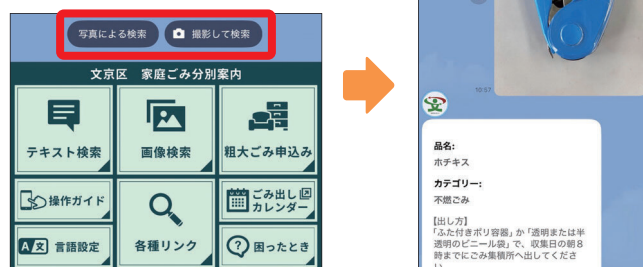 写真による検索
撮影して検索
文京区 家庭ごみ分別案内
テキスト検索
画像検索
粗大ごみ申込み
操作ガイド
各種リンク
ごみ出し
カレンダー
A文 言語設定
困ったとき
10:57
品名:
ホチキス
カテゴリー:
不燃ごみ
【出し方】
「ふた付きポリ容器」か「透明または半
透明のビニール袋」で、収集日の朝8
時までにごみ集積所へ出してくださ
い